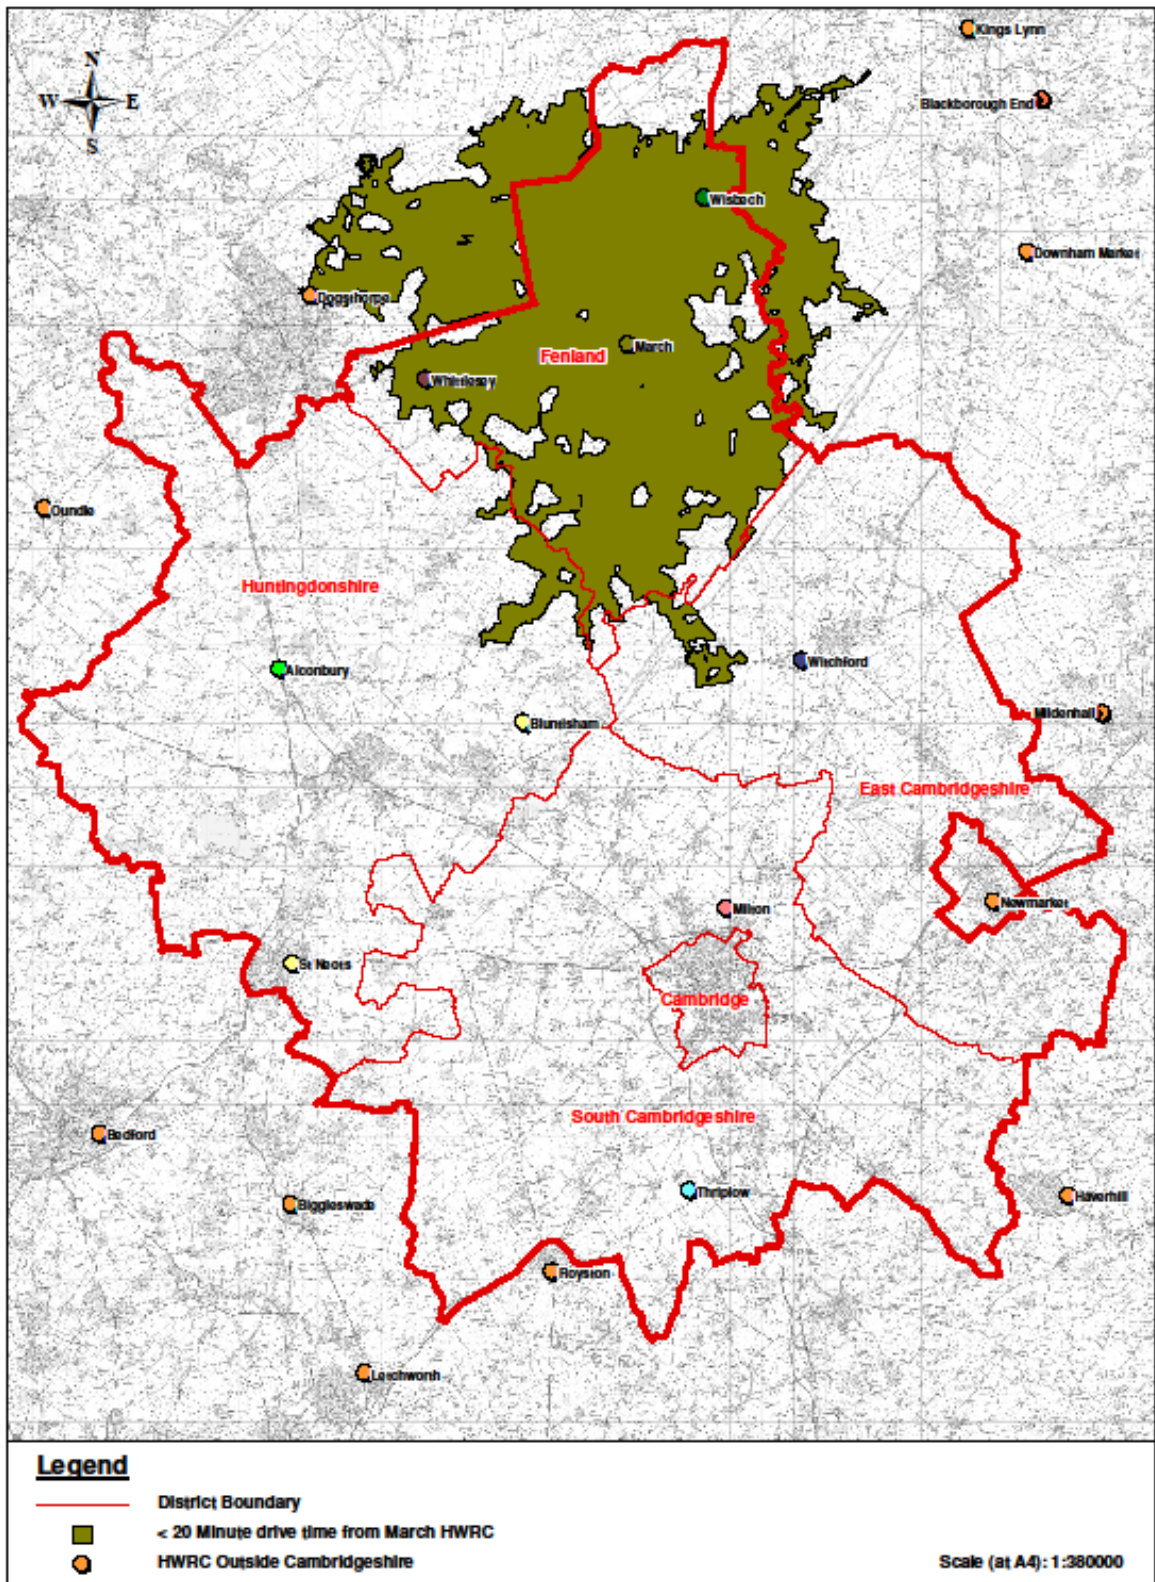 Kings Lynn
N
W E
S
Blackborough End
Wisbech
Downham Market
Dogsthorpe
March
Fenland
Whittlesey
Oundle
Huntingdonshire
Alconbury
Witchford
Mildenhall
Bluntisham
East Cambridgeshire
Newmarket
Milton
St Neots
Cambridge
South Cambridgeshire
Bedford
Thriplow
Haverhill
Biggleswade
Royston
Letchworth
Legend
District Boundary
< 20 Minute drive time from March HWRC
HWRC Outside Cambridgeshire
Scale (at A4): 1:380000